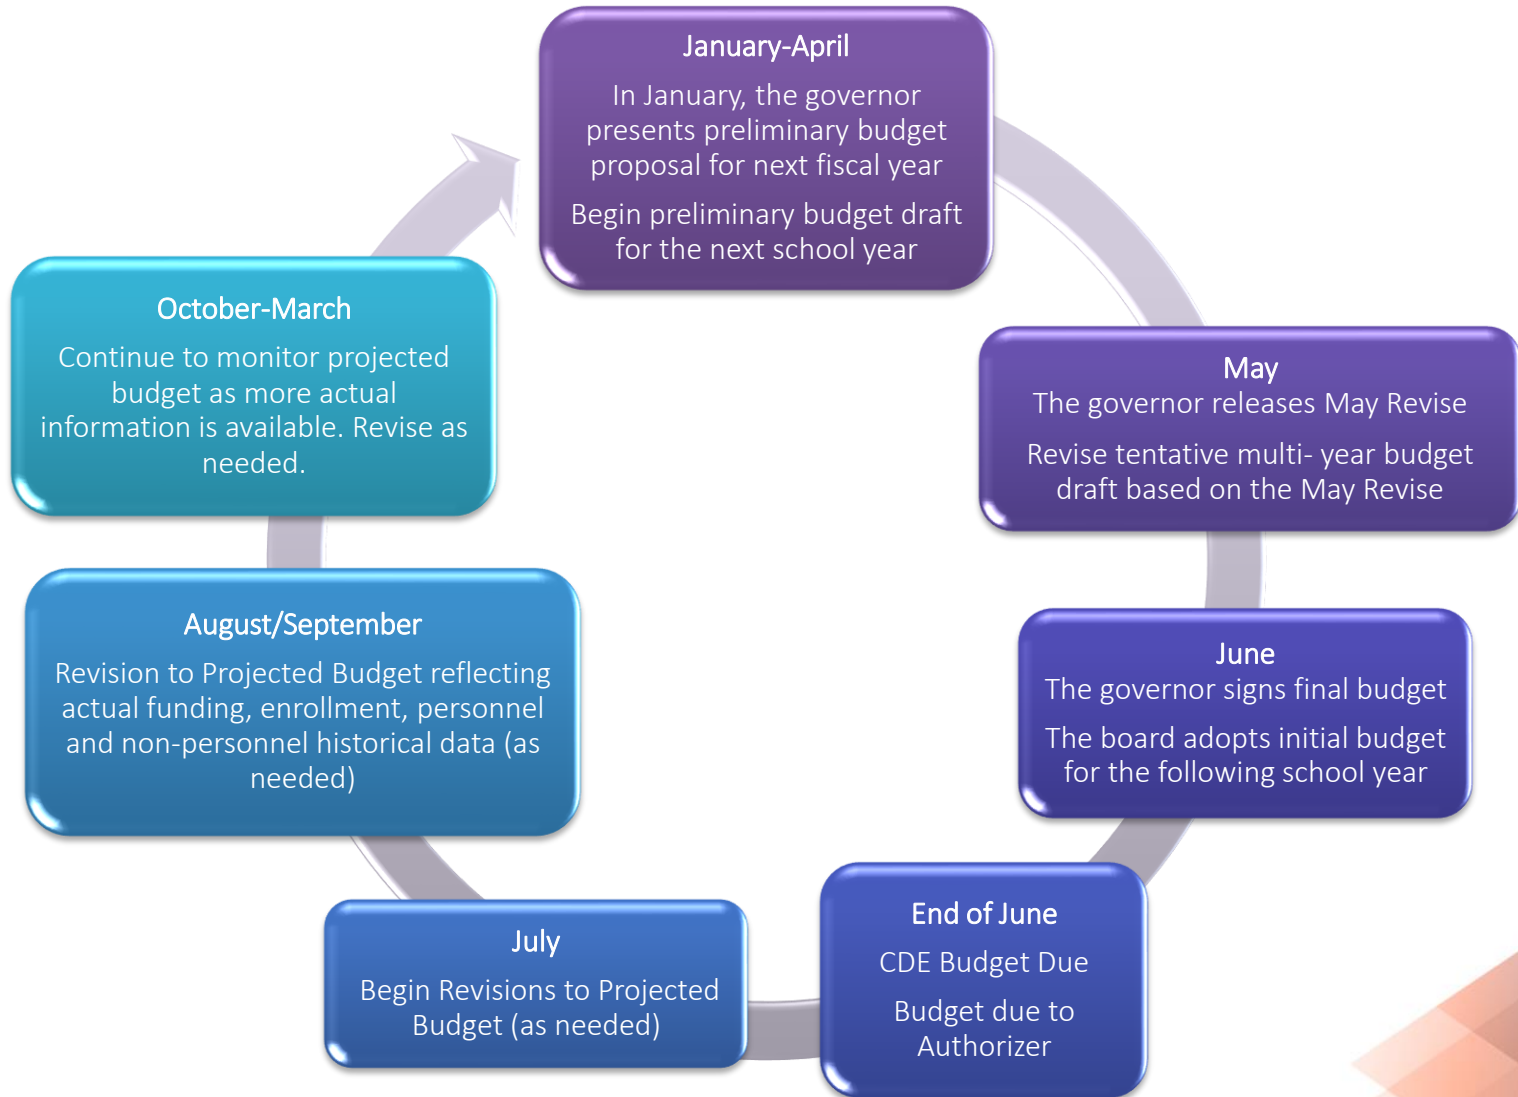 January-April
In January, the governor
presents preliminary budget
proposal for next fiscal year
Begin preliminary budget draft
for the next school year
May
The governor releases May Revise
Revise tentative multi- year budget
draft based on the May Revise
June
The governor signs final budget
The board adopts initial budget
for the following school year
End of June
CDE Budget Due
Budget due to
Authorizer
July
Begin Revisions to Projected
Budget (as needed)
August/September
Revision to Projected Budget reflecting
actual funding, enrollment, personnel
and non-personnel historical data (as
needed)
October-March
Continue to monitor projected
budget as more actual
information is available. Revise as
needed.